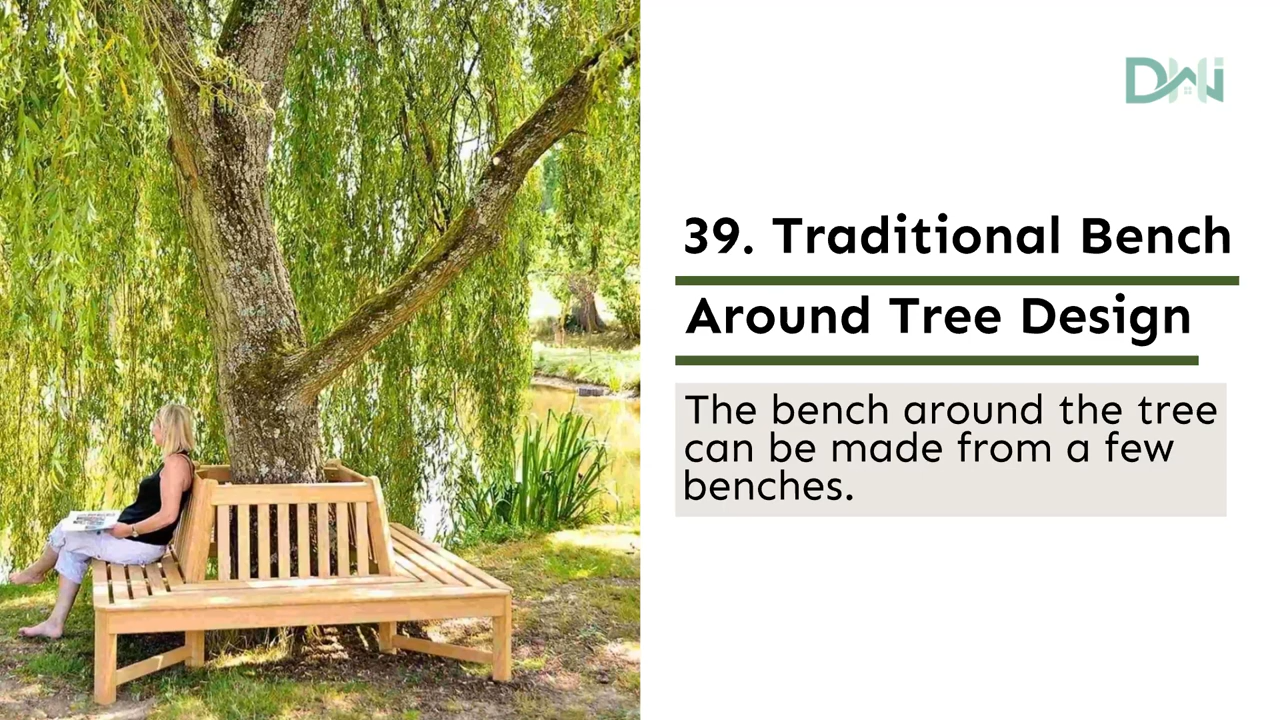 DWi
39. Traditional Bench
Around Tree Design
The bench around the tree
can be made from a few
benches.